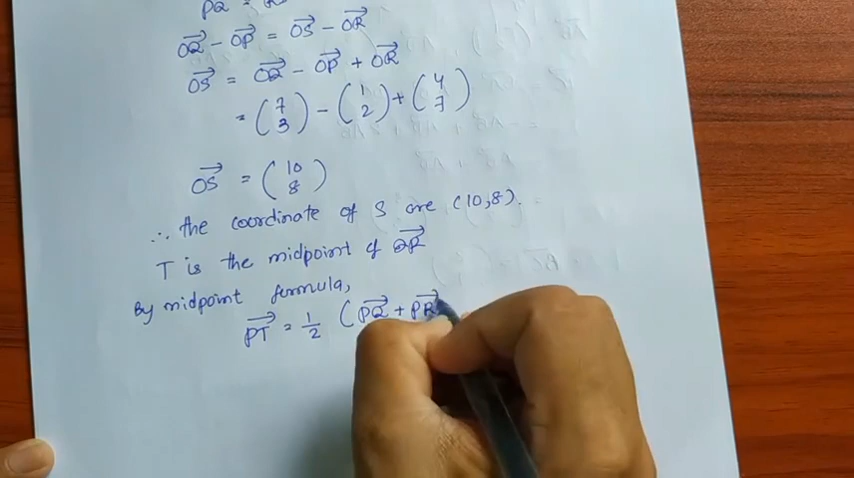 PQ =
OQ - OP = OS - OR
OS = OQ - OP + OR
= (7 3) - (1 2) + (4 7)
OS = (10 8)
∴ the coordinate of S are (10,8).
T is the midpoint of QR
By midpoint formula,
PT = 1/2 (PQ + PR